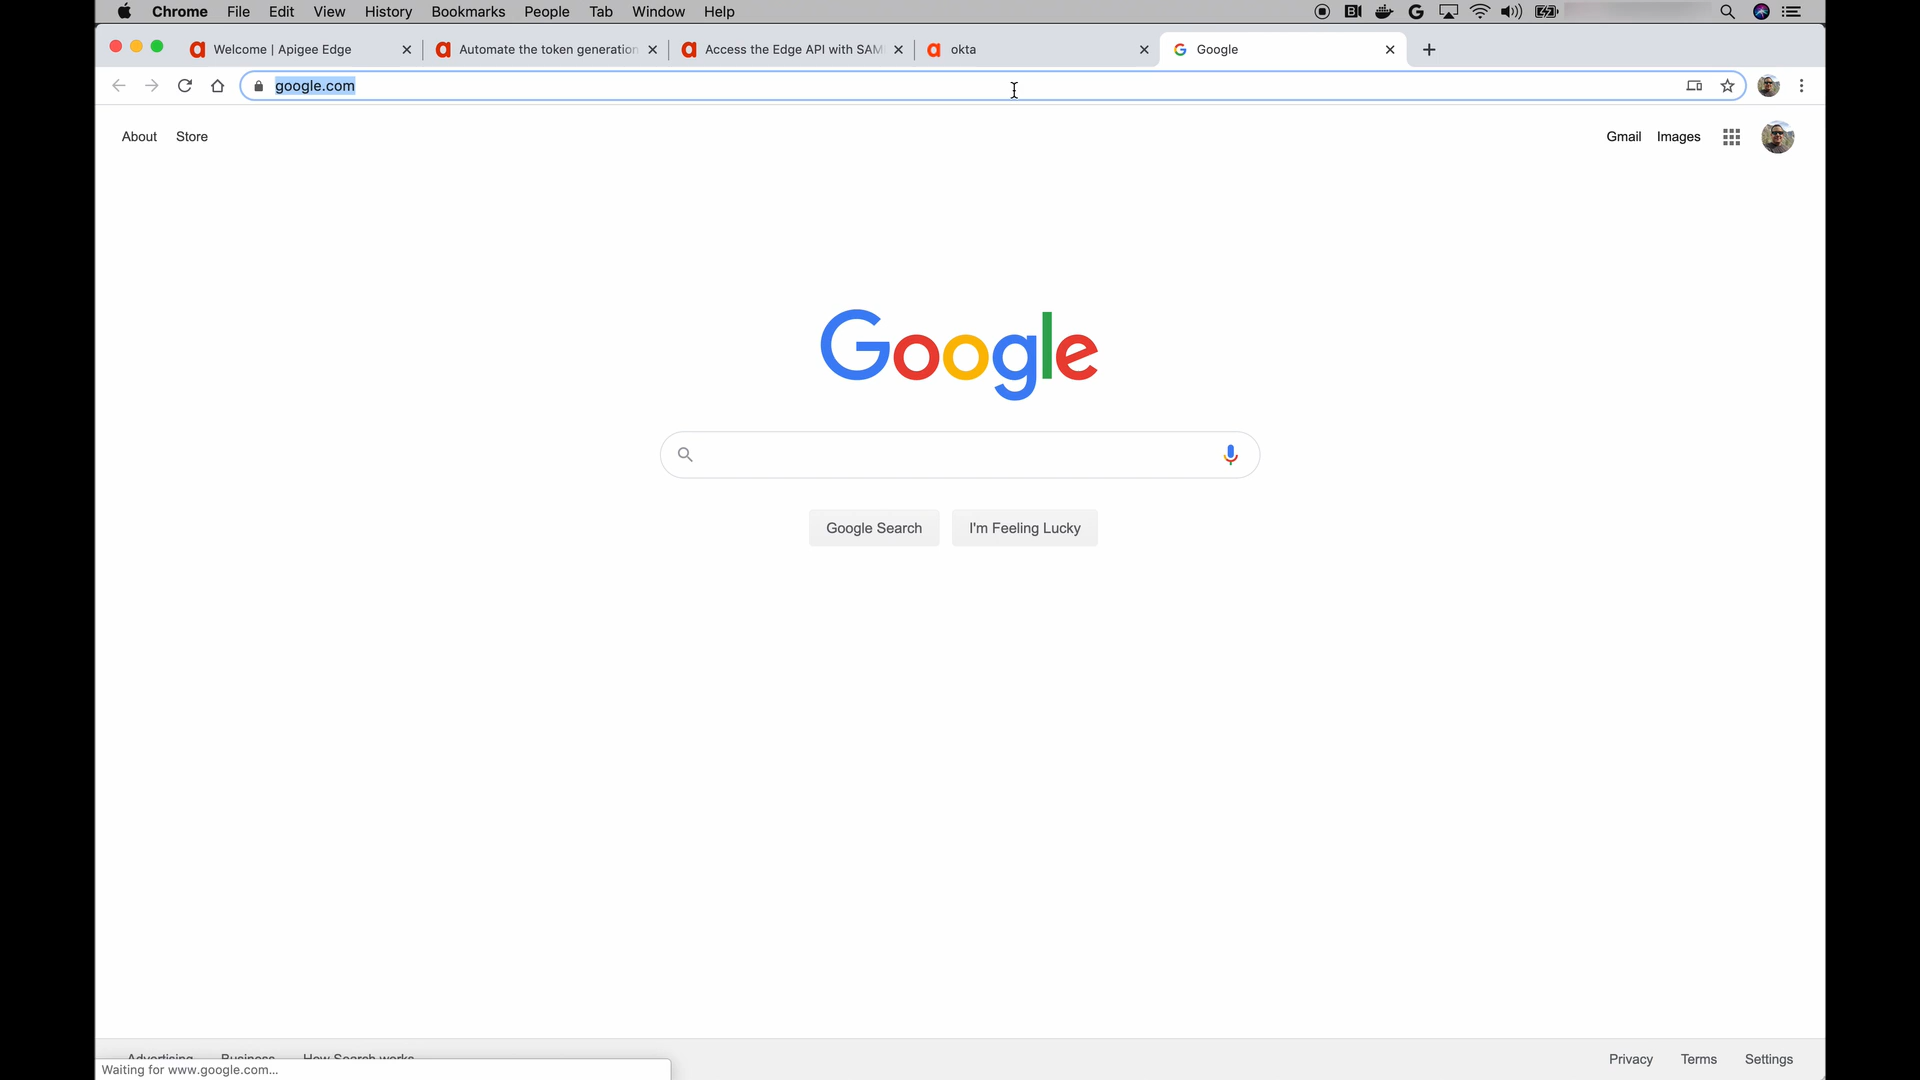 Chrome File Edit View History Bookmarks People Tab Window Help
Welcome | Apigee Edge
Automate the token generation
Access the Edge API with SAM
okta
Google
google.com
About Store
Gmail Images
Google
Google Search
I'm Feeling Lucky
Advertising Business How Search works
Privacy Terms Settings
Waiting for www.google.com...